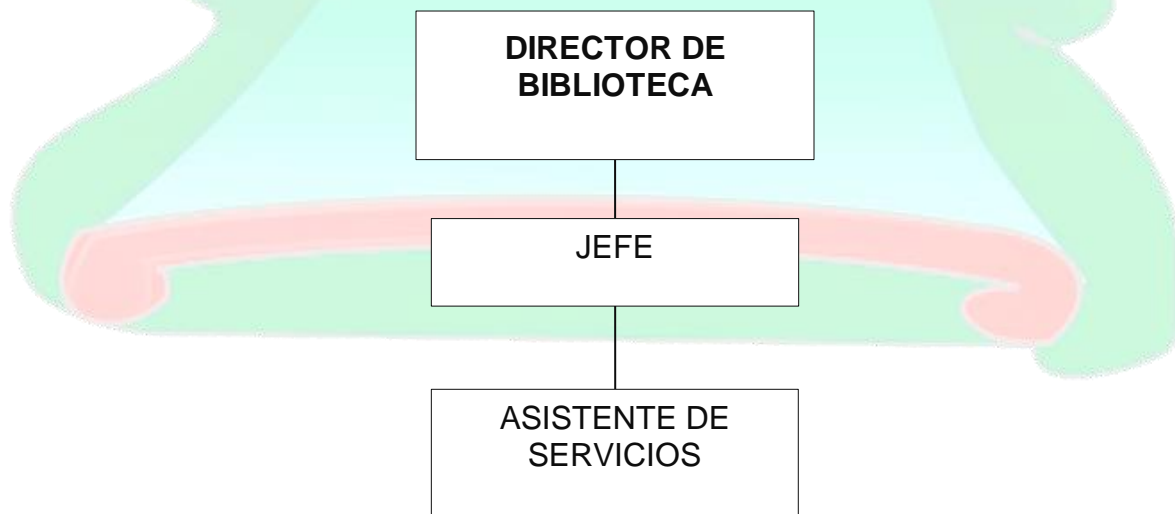 DIRECTOR DE
BIBLIOTECA
JEFE
ASISTENTE DE
SERVICIOS